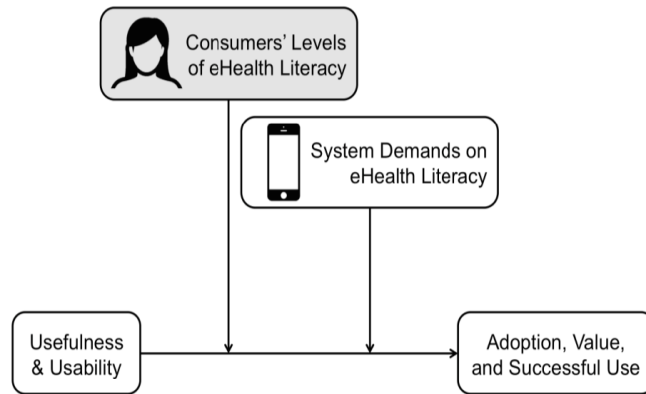 Consumers' Levels
of eHealth Literacy
System Demands on
eHealth Literacy
Usefulness
& Usability
Adoption, Value,
and Successful Use